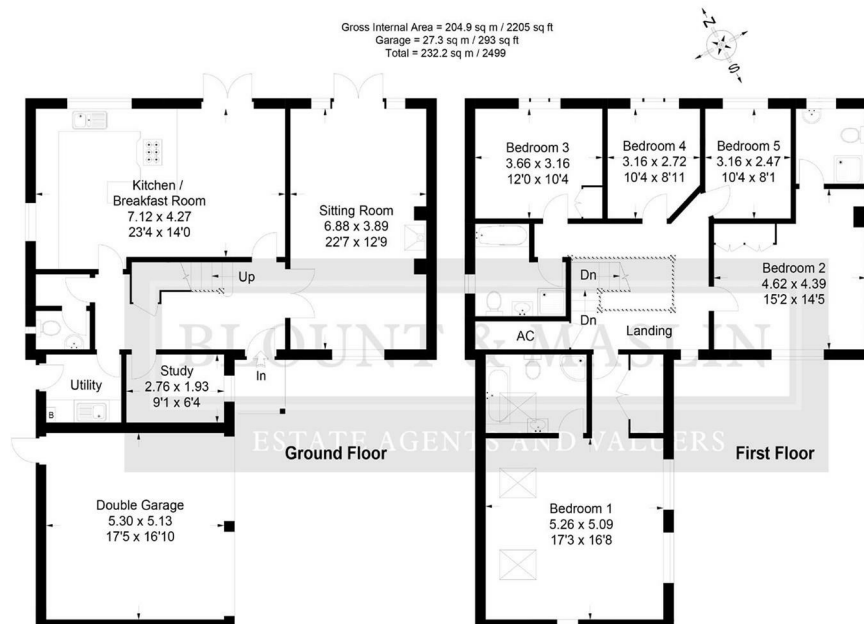 Gross Internal Area = 204.9 sq m / 2205 sq ft
Garage = 27.3 sq m / 293 sq ft
Total = 232.2 sq m / 2499
N
S
Kitchen /
Breakfast Room
7.12 x 4.27
23'4 x 14'0
Sitting Room
6.88 x 3.89
22'7 x 12'9
Up
Utility
B
Study
2.76 x 1.93
9'1 x 6'4
In
Double Garage
5.30 x 5.13
17'5 x 16'10
Ground Floor
Bedroom 3
3.66 x 3.16
12'0 x 10'4
Bedroom 4
3.16 x 2.72
10'4 x 8'11
Bedroom 5
3.16 x 2.47
10'4 x 8'1
Bedroom 2
4.62 x 4.39
15'2 x 14'5
Dn
Dn
Landing
AC
Bedroom 1
5.26 x 5.09
17'3 x 16'8
First Floor
BLOUNT & MASLIN
ESTATE AGENTS AND VALUERS